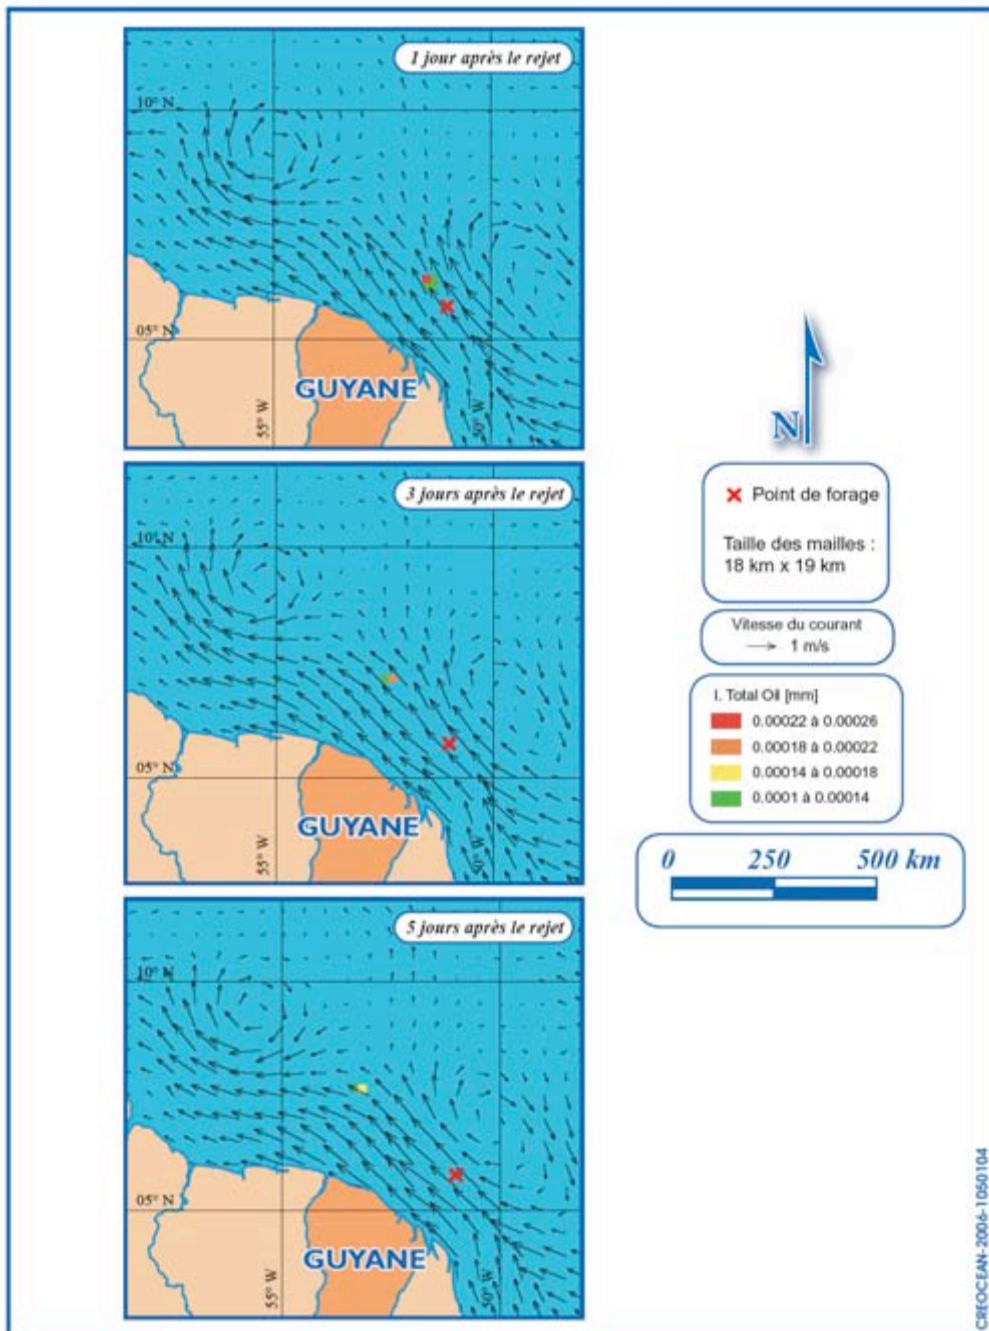 1 jour après le rejet
10° N
05° N
55° W
50° W
GUYANE
3 jours après le rejet
10° N
05° N
55° W
50° W
GUYANE
5 jours après le rejet
10° N
05° N
55° W
50° W
GUYANE
N
Point de forage
Taille des mailles :
18 km x 19 km
Vitesse du courant
1 m/s
I. Total Oil [mm]
0.00022 à 0.00026
0.00018 à 0.00022
0.00014 à 0.00018
0.0001 à 0.00014
0 250 500 km
CREOCEAN-2006-1050104